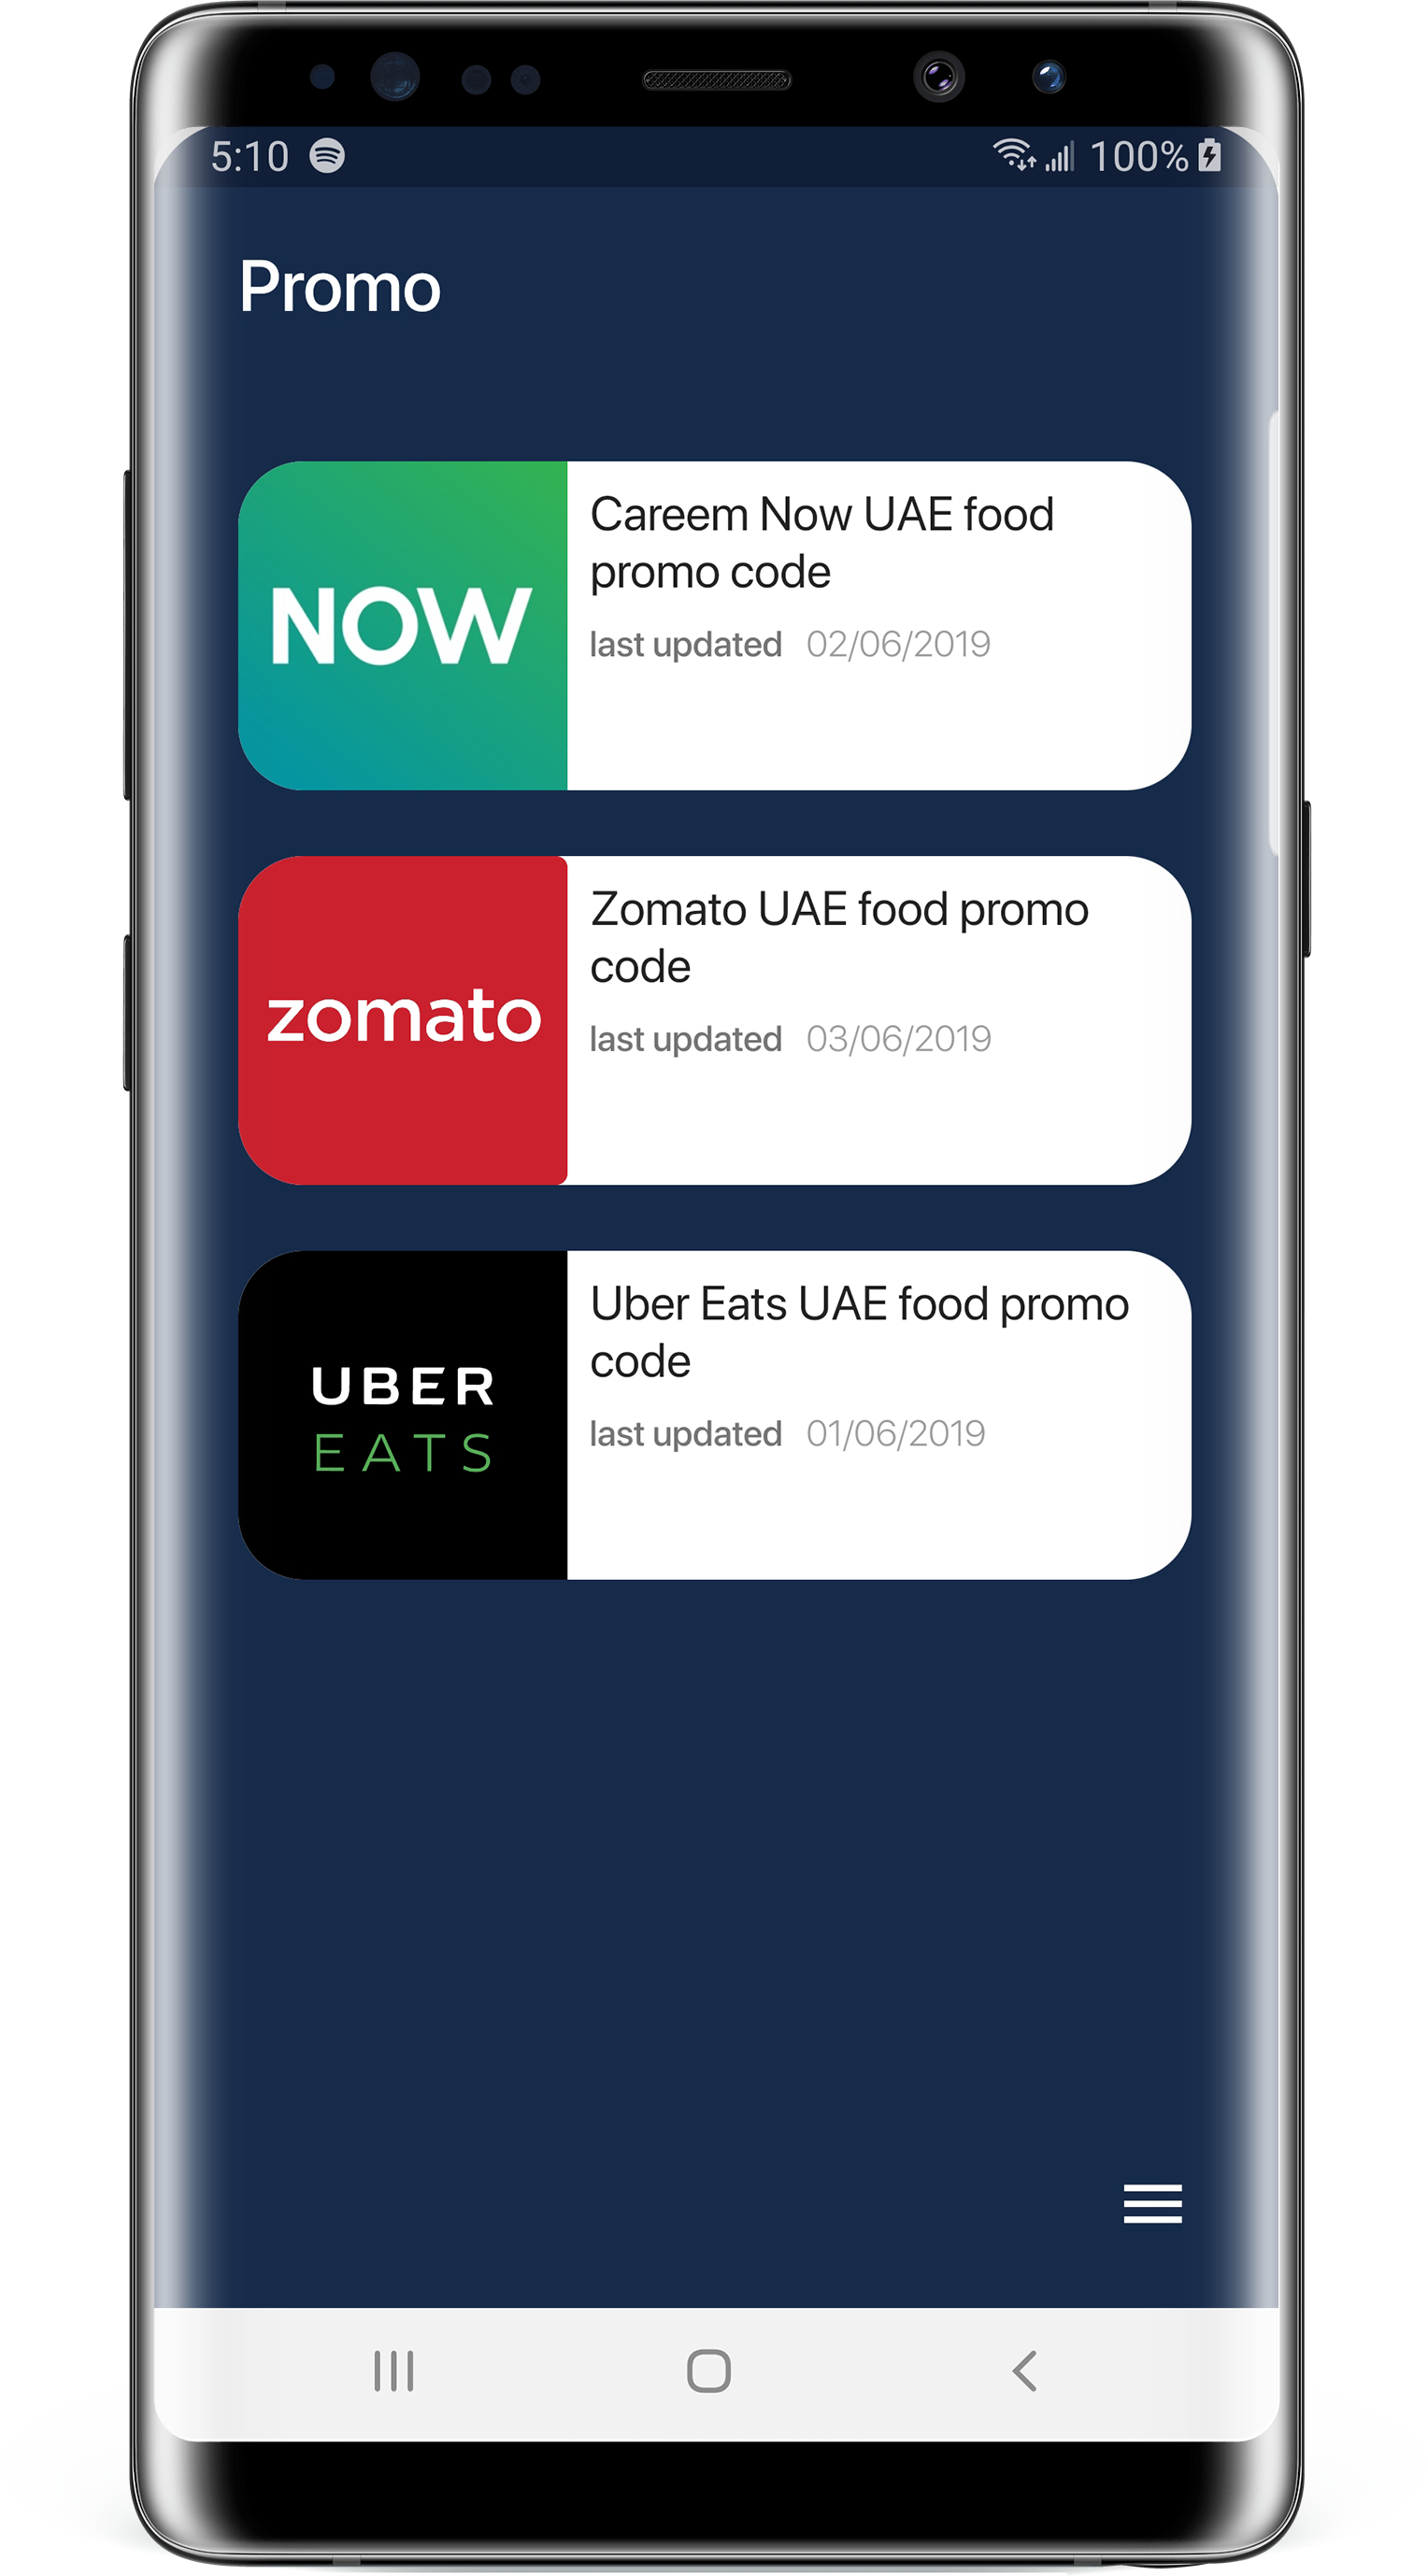 5:10 100%
Promo
NOW
Careem Now UAE food
promo code
last updated 02/06/2019
zomato
Zomato UAE food promo
code
last updated 03/06/2019
UBER
EATS
Uber Eats UAE food promo
code
last updated 01/06/2019